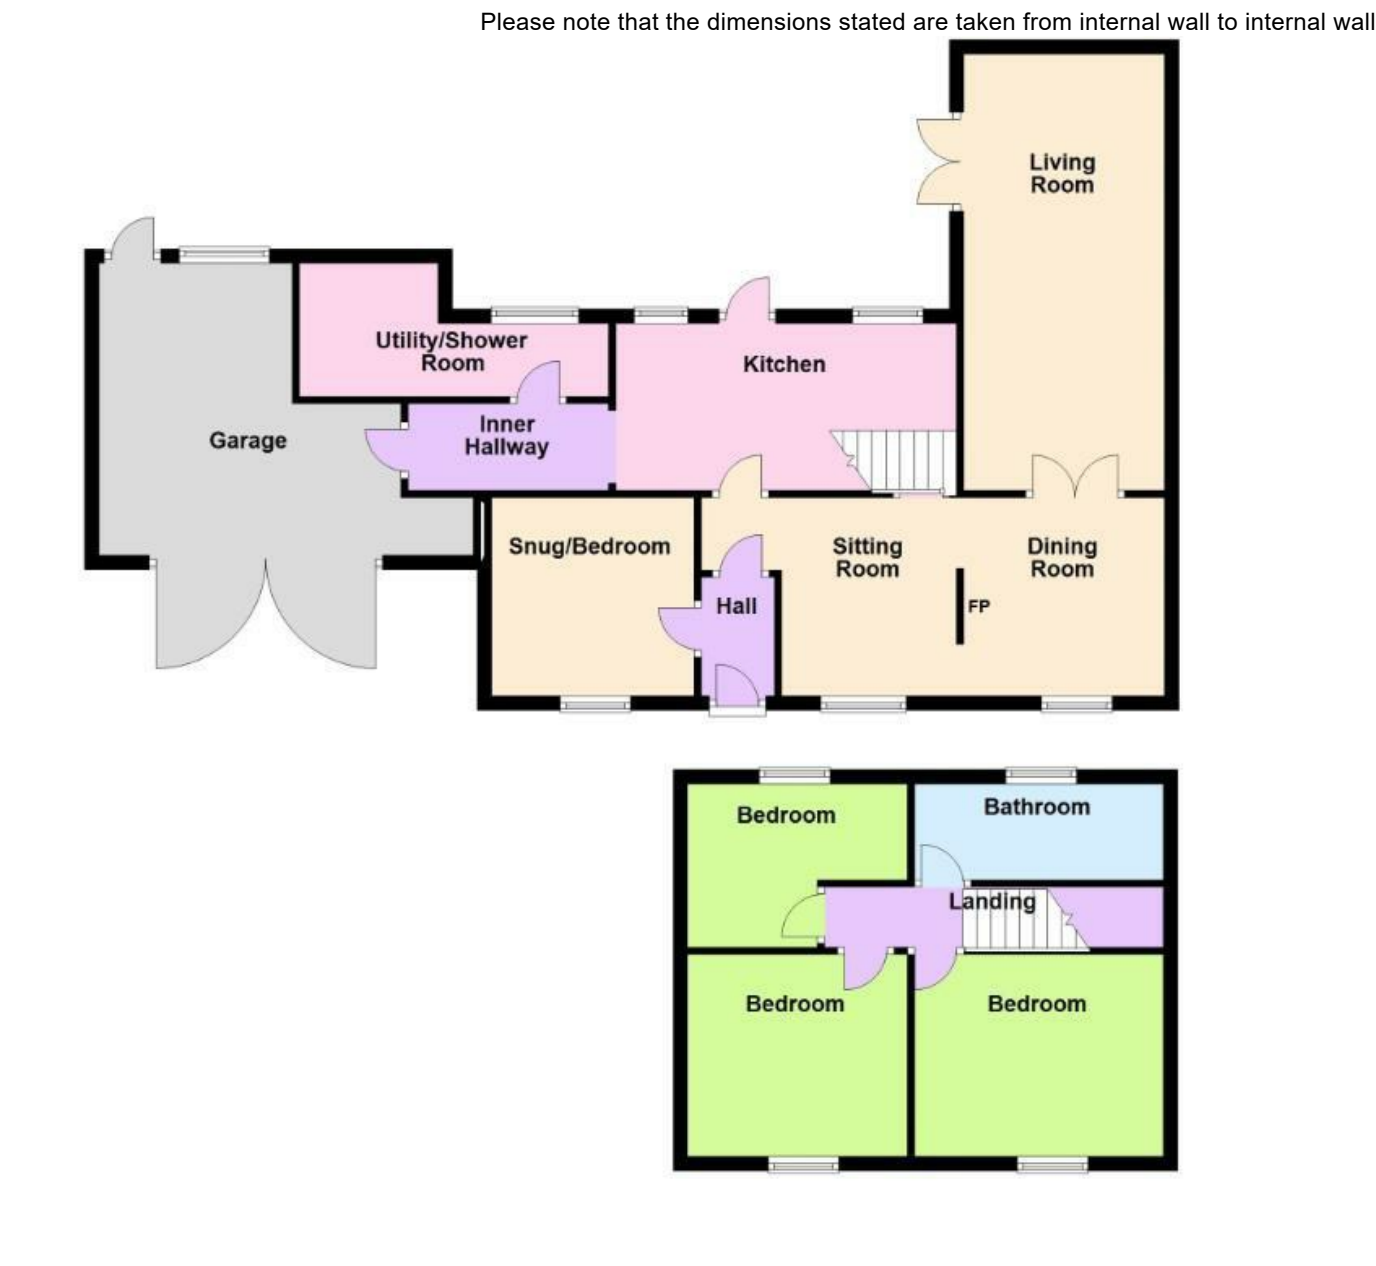 Please note that the dimensions stated are taken from internal wall to internal wall
Living
Room
Utility/Shower
Room
Kitchen
Inner
Hallway
Garage
Snug/Bedroom
Sitting
Room
Dining
Room
Hall
FP
Bedroom
Bathroom
Landing
Bedroom
Bedroom